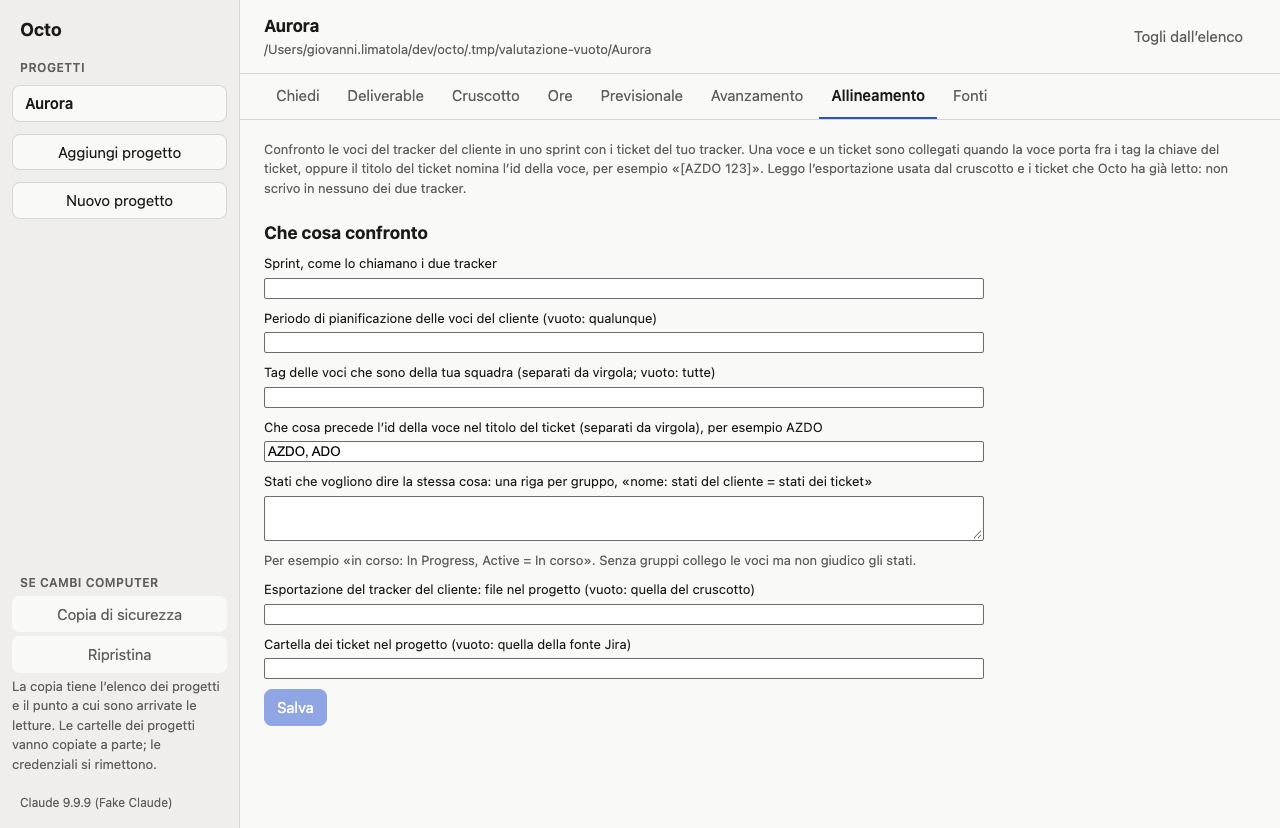 Octo
PROGETTI
Aurora
Aggiungi progetto
Nuovo progetto
SE CAMBI COMPUTER
Copia di sicurezza
Ripristina
La copia tiene l’elenco dei progetti
e il punto a cui sono arrivate le
letture. Le cartelle dei progetti
vanno copiate a parte; le
credenziali si rimettono.
Claude 9.9.9 (Fake Claude)
Aurora
/Users/giovanni.limatola/dev/octo/.tmp/valutazione-vuoto/Aurora
Togli dall’elenco
Chiedi Deliverable Cruscotto Ore Previsionale Avanzamento Allineamento Fonti
Confronto le voci del tracker del cliente in uno sprint con i ticket del tuo tracker. Una voce e un ticket sono collegati quando la voce porta fra i tag la chiave del
ticket, oppure il titolo del ticket nomina l’id della voce, per esempio «[AZDO 123]». Leggo l’esportazione usata dal cruscotto e i ticket che Octo ha già letto: non
scrivo in nessuno dei due tracker.
Che cosa confronto
Sprint, come lo chiamano i due tracker
Periodo di pianificazione delle voci del cliente (vuoto: qualunque)
Tag delle voci che sono della tua squadra (separati da virgola; vuoto: tutte)
Che cosa precede l’id della voce nel titolo del ticket (separati da virgola), per esempio AZDO
AZDO, ADO
Stati che vogliono dire la stessa cosa: una riga per gruppo, «nome: stati del cliente = stati dei ticket»
Per esempio «in corso: In Progress, Active = In corso». Senza gruppi collego le voci ma non giudico gli stati.
Esportazione del tracker del cliente: file nel progetto (vuoto: quella del cruscotto)
Cartella dei ticket nel progetto (vuoto: quella della fonte Jira)
Salva